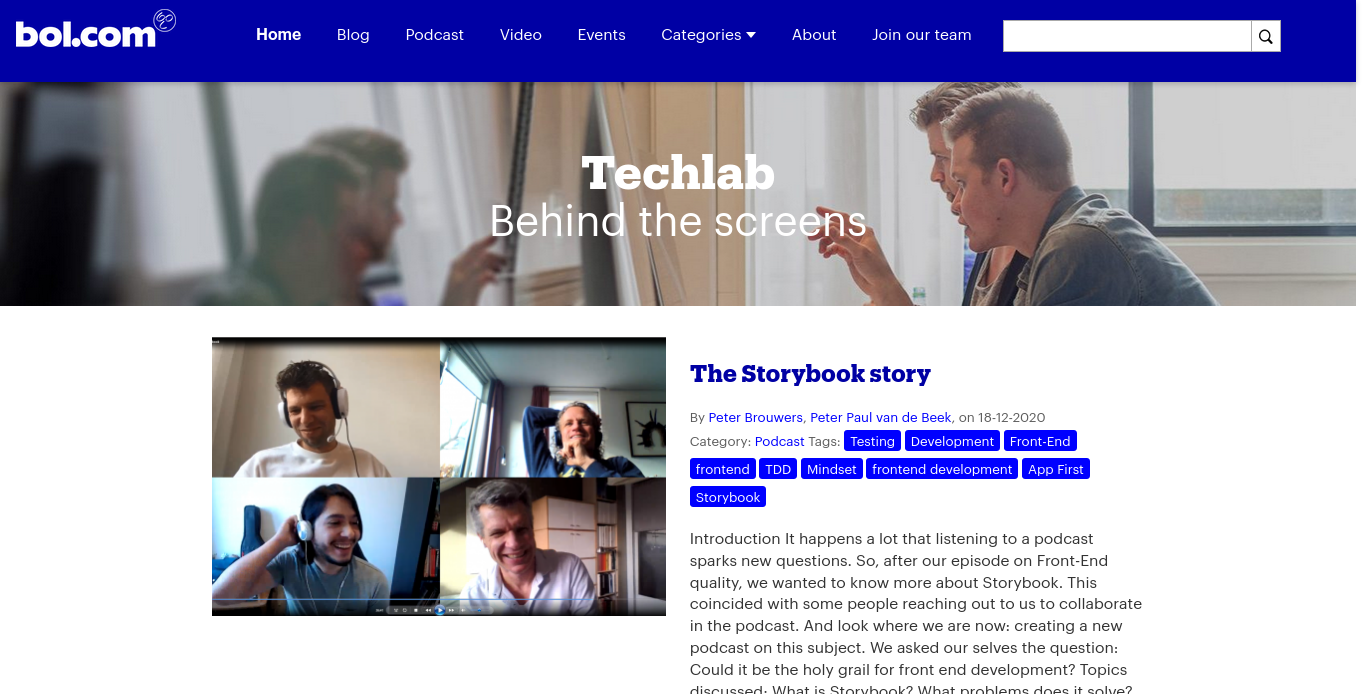 bol.com
Home Blog Podcast Video Events Categories About Join our team
Techlab
Behind the screens
The Storybook story
By Peter Brouwers, Peter Paul van de Beek, on 18-12-2020
Category: Podcast Tags: Testing Development Front-End
frontend TDD Mindset frontend development App First
Storybook
Introduction It happens a lot that listening to a podcast
sparks new questions. So, after our episode on Front-End
quality, we wanted to know more about Storybook. This
coincided with some people reaching out to us to collaborate
in the podcast. And look where we are now: creating a new
podcast on this subject. We asked our selves the question:
Could it be the holy grail for front end development? Topics
discussed: What is Storybook? What problems does it solve?